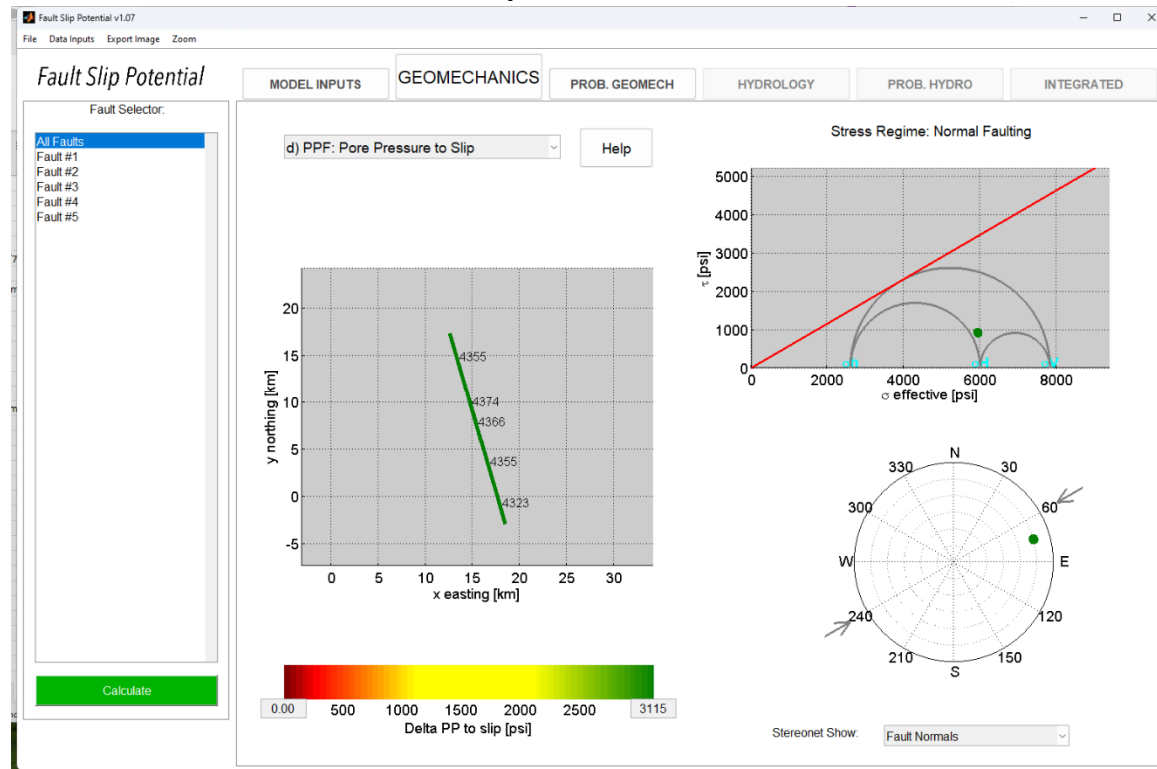 Fault Slip Potential v1.07
File Data Inputs Export Image Zoom
Fault Slip Potential
MODEL INPUTS
GEOMECHANICS
PROB. GEOMECH
HYDROLOGY
PROB. HYDRO
INTEGRATED
Fault Selector:
All Faults
Fault #1
Fault #2
Fault #3
Fault #4
Fault #5
Calculate
d) PPF: Pore Pressure to Slip
Help
20
15
10
5
0
-5
y northing [km]
4355
4374
4366
4355
4323
0 5 10 15 20 25 30
x easting [km]
0.00 500 1000 1500 2000 2500 3115
Delta PP to slip [psi]
Stress Regime: Normal Faulting
5000
4000
3000
2000
1000
0
τ [psi]
0 2000 4000 6000 8000
σ effective [psi]
N
30
60
E
120
150
S
210
240
W
300
330
Stereonet Show:
Fault Normals